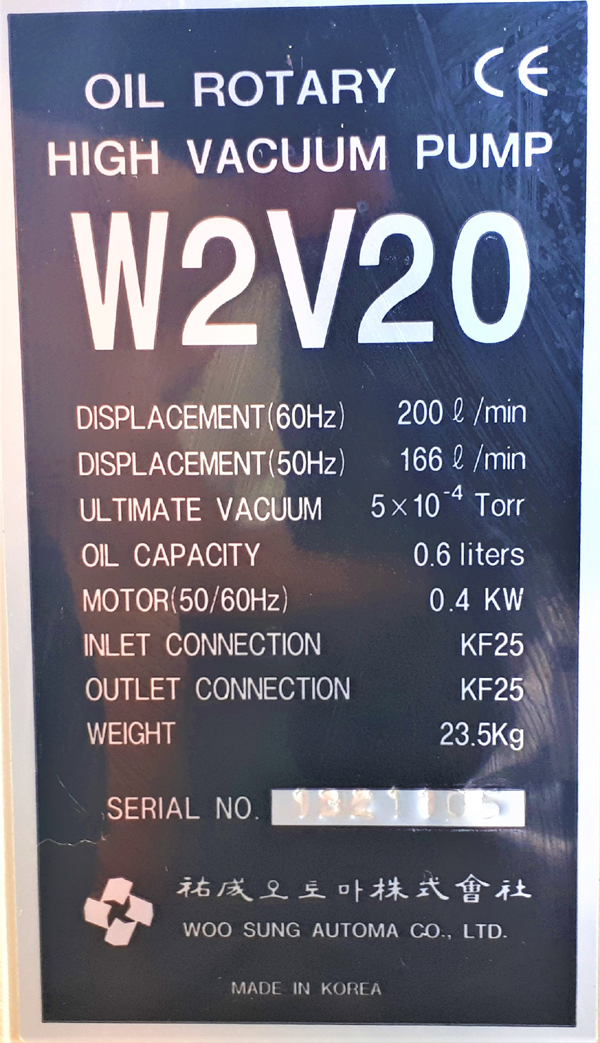 OIL ROTARY CE
HIGH VACUUM PUMP
W2V20
DISPLACEMENT(60Hz) 200 ℓ /min
DISPLACEMENT(50Hz) 166 ℓ /min
ULTIMATE VACUUM 5×10⁻⁴ Torr
OIL CAPACITY 0.6 liters
MOTOR(50/60Hz) 0.4 KW
INLET CONNECTION KF25
OUTLET CONNECTION KF25
WEIGHT 23.5Kg
SERIAL NO.
祐成오토마株式會社
WOO SUNG AUTOMA CO., LTD.
MADE IN KOREA